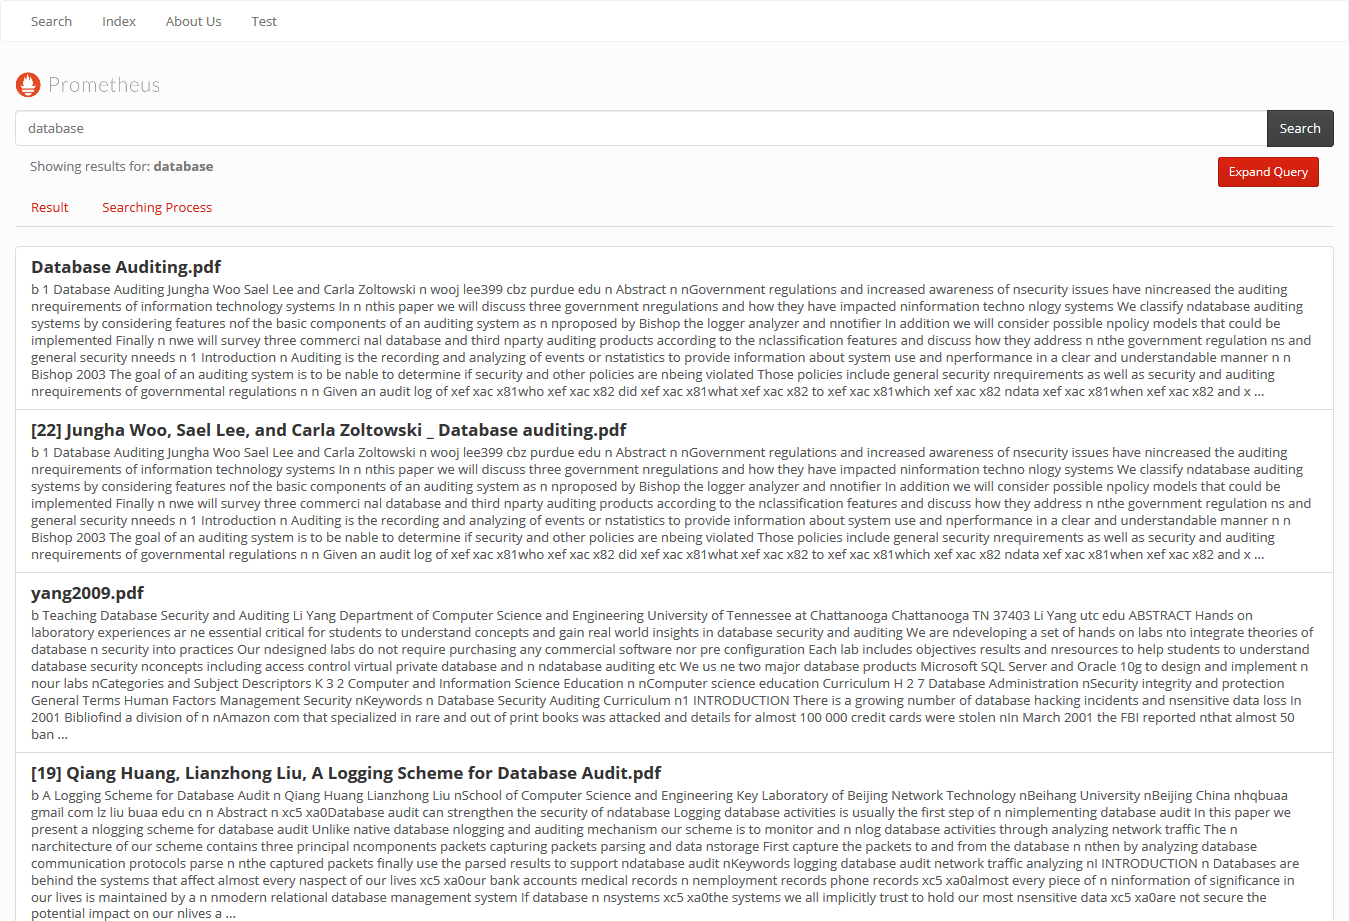 Search Index About Us Test
Prometheus
database Search
Showing results for: database
Expand Query
Result Searching Process
Database Auditing.pdf
b 1 Database Auditing Jungha Woo Sael Lee and Carla Zoltowski n wooj lee399 cbz purdue edu n Abstract n nGovernment regulations and increased awareness of nsecurity issues have nincreased the auditing
nrequirements of information technology systems In n nthis paper we will discuss three government nregulations and how they have impacted ninformation techno nlogy systems We classify ndatabase auditing
systems by considering features nof the basic components of an auditing system as n nproposed by Bishop the logger analyzer and nnotifier In addition we will consider possible npolicy models that could be
implemented Finally n nwe will survey three commerci nal database and third nparty auditing products according to the nclassification features and discuss how they address n nthe government regulation ns and
general security nneeds n 1 Introduction n Auditing is the recording and analyzing of events or nstatistics to provide information about system use and nperformance in a clear and understandable manner n n
Bishop 2003 The goal of an auditing system is to be nable to determine if security and other policies are nbeing violated Those policies include general security nrequirements as well as security and auditing
nrequirements of governmental regulations n n Given an audit log of xef xac x81who xef xac x82 did xef xac x81what xef xac x82 to xef xac x81which xef xac x82 ndata xef xac x81when xef xac x82 and x ...
[22] Jungha Woo, Sael Lee, and Carla Zoltowski _ Database auditing.pdf
b 1 Database Auditing Jungha Woo Sael Lee and Carla Zoltowski n wooj lee399 cbz purdue edu n Abstract n nGovernment regulations and increased awareness of nsecurity issues have nincreased the auditing
nrequirements of information technology systems In n nthis paper we will discuss three government nregulations and how they have impacted ninformation techno nlogy systems We classify ndatabase auditing
systems by considering features nof the basic components of an auditing system as n nproposed by Bishop the logger analyzer and nnotifier In addition we will consider possible npolicy models that could be
implemented Finally n nwe will survey three commerci nal database and third nparty auditing products according to the nclassification features and discuss how they address n nthe government regulation ns and
general security nneeds n 1 Introduction n Auditing is the recording and analyzing of events or nstatistics to provide information about system use and nperformance in a clear and understandable manner n n
Bishop 2003 The goal of an auditing system is to be nable to determine if security and other policies are nbeing violated Those policies include general security nrequirements as well as security and auditing
nrequirements of governmental regulations n n Given an audit log of xef xac x81who xef xac x82 did xef xac x81what xef xac x82 to xef xac x81which xef xac x82 ndata xef xac x81when xef xac x82 and x ...
yang2009.pdf
b Teaching Database Security and Auditing Li Yang Department of Computer Science and Engineering University of Tennessee at Chattanooga Chattanooga TN 37403 Li Yang utc edu ABSTRACT Hands on
laboratory experiences ar ne essential critical for students to understand concepts and gain real world insights in database security and auditing We are ndeveloping a set of hands on labs nto integrate theories of
database n security into practices Our ndesigned labs do not require purchasing any commercial software nor pre configuration Each lab includes objectives results and nresources to help students to understand
database security nconcepts including access control virtual private database and n ndatabase auditing etc We us ne two major database products Microsoft SQL Server and Oracle 10g to design and implement n
nour labs nCategories and Subject Descriptors K 3 2 Computer and Information Science Education n nComputer science education Curriculum H 2 7 Database Administration nSecurity integrity and protection
General Terms Human Factors Management Security nKeywords n Database Security Auditing Curriculum n1 INTRODUCTION There is a growing number of database hacking incidents and nsensitive data loss In
2001 Bibliofind a division of n nAmazon com that specialized in rare and out of print books was attacked and details for almost 100 000 credit cards were stolen nIn March 2001 the FBI reported nthat almost 50
ban ...
[19] Qiang Huang, Lianzhong Liu, A Logging Scheme for Database Audit.pdf
b A Logging Scheme for Database Audit n Qiang Huang Lianzhong Liu nSchool of Computer Science and Engineering Key Laboratory of Beijing Network Technology nBeihang University nBeijing China nhqbuaa
gmail com lz liu buaa edu cn n Abstract n xc5 xa0Database audit can strengthen the security of ndatabase Logging database activities is usually the first step of n nimplementing database audit In this paper we
present a nlogging scheme for database audit Unlike native database nlogging and auditing mechanism our scheme is to monitor and n nlog database activities through analyzing network traffic The n
narchitecture of our scheme contains three principal ncomponents packets capturing packets parsing and data nstorage First capture the packets to and from the database n nthen by analyzing database
communication protocols parse n nthe captured packets finally use the parsed results to support ndatabase audit nKeywords logging database audit network traffic analyzing nI INTRODUCTION n Databases are
behind the systems that affect almost every naspect of our lives xc5 xa0our bank accounts medical records n nemployment records phone records xc5 xa0almost every piece of n ninformation of significance in
our lives is maintained by a n nmodern relational database management system If database n nsystems xc5 xa0the systems we all implicitly trust to hold our most nsensitive data xc5 xa0are not secure the
potential impact on our nlives a ...